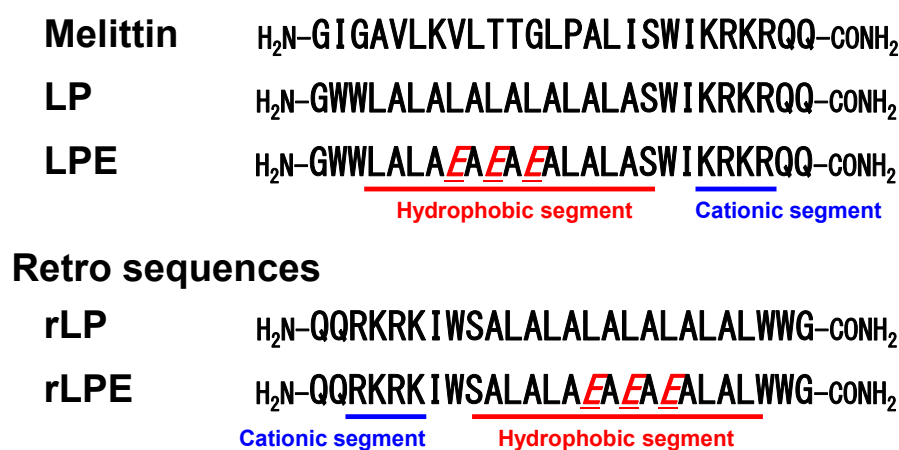 Melittin H₂N-GIGAVLKVLTTGLPALISWIKRKRQQ-CONH₂
LP H₂N-GWWLALALALALALALASWIKRKRQQ-CONH₂
LPE H₂N-GWWLALAEAEAEALALASWIKRKRQQ-CONH₂
Hydrophobic segment Cationic segment
Retro sequences
rLP H₂N-QQRKRKIWSALALALALALALALWWG-CONH₂
rLPE H₂N-QQRKRKIWSALALAEAEAEALALWWG-CONH₂
Cationic segment Hydrophobic segment